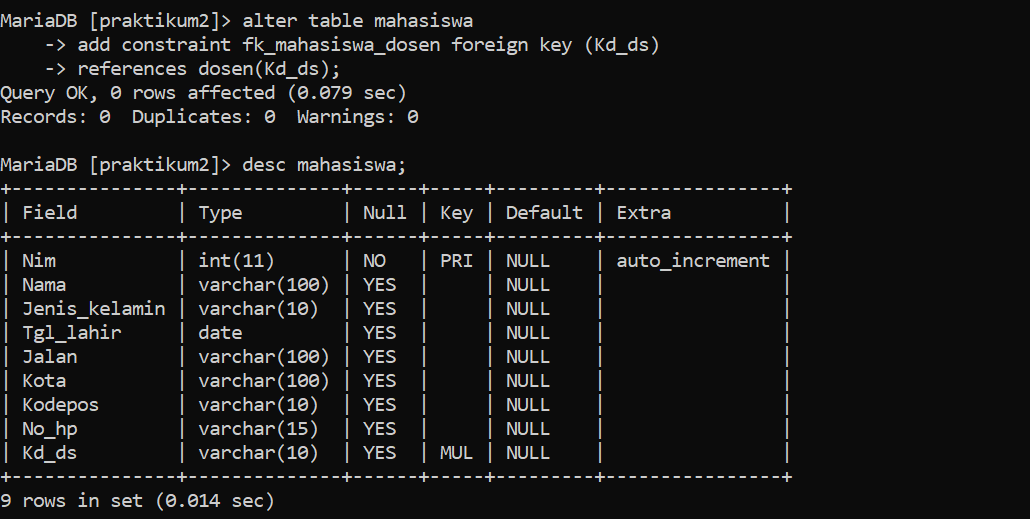 MariaDB [praktikum2]> alter table mahasiswa
    -> add constraint fk_mahasiswa_dosen foreign key (Kd_ds)
    -> references dosen(Kd_ds);
Query OK, 0 rows affected (0.079 sec)
Records: 0  Duplicates: 0  Warnings: 0

MariaDB [praktikum2]> desc mahasiswa;
+---------------+--------------+------+-----+---------+----------------+
| Field         | Type         | Null | Key | Default | Extra          |
+---------------+--------------+------+-----+---------+----------------+
| Nim           | int(11)      | NO   | PRI | NULL    | auto_increment |
| Nama          | varchar(100) | YES  |     | NULL    |                |
| Jenis_kelamin | varchar(10)  | YES  |     | NULL    |                |
| Tgl_lahir     | date         | YES  |     | NULL    |                |
| Jalan         | varchar(100) | YES  |     | NULL    |                |
| Kota          | varchar(100) | YES  |     | NULL    |                |
| Kodepos       | varchar(10)  | YES  |     | NULL    |                |
| No_hp         | varchar(15)  | YES  |     | NULL    |                |
| Kd_ds         | varchar(10)  | YES  | MUL | NULL    |                |
+---------------+--------------+------+-----+---------+----------------+
9 rows in set (0.014 sec)